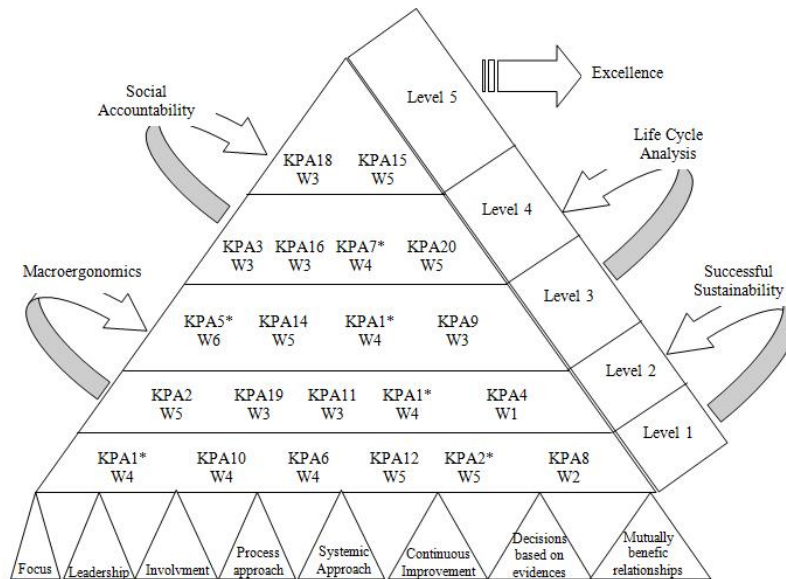 Level 5
Excellence
Social
Accountability
Life Cycle
Analysis
KPA18 KPA15
W3 W5
Level 4
KPA3 KPA16 KPA7* KPA20
W3 W3 W4 W5
Macroergonomics
Level 3
Successful
Sustainability
KPA5* KPA14 KPA1* KPA9
W6 W5 W4 W3
Level 2
KPA2 KPA19 KPA11 KPA1* KPA4
W5 W3 W3 W4 W1
Level 1
KPA1* KPA10 KPA6 KPA12 KPA2* KPA8
W4 W4 W4 W5 W5 W2
Focus
Leadership
Involvment
Process
approach
Systemic
Approach
Continuous
Improvement
Decisions
based on
evidences
Mutually
benefic
relationships